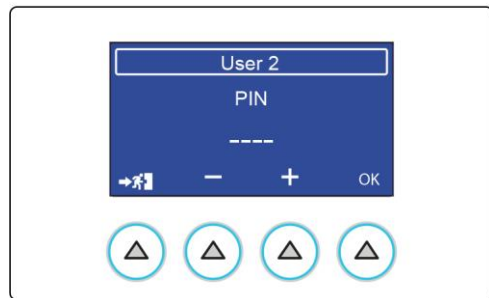 User 2
PIN
----
− + OK